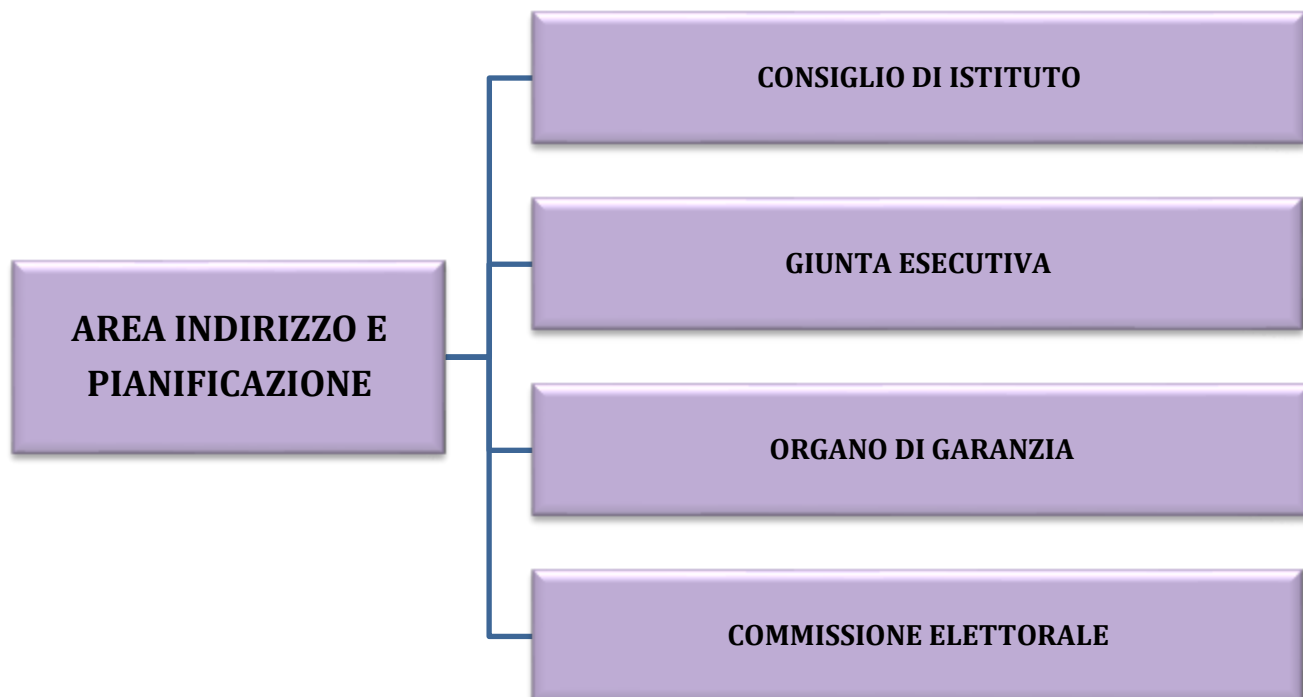 AREA INDIRIZZO E
PIANIFICAZIONE
CONSIGLIO DI ISTITUTO
GIUNTA ESECUTIVA
ORGANO DI GARANZIA
COMMISSIONE ELETTORALE